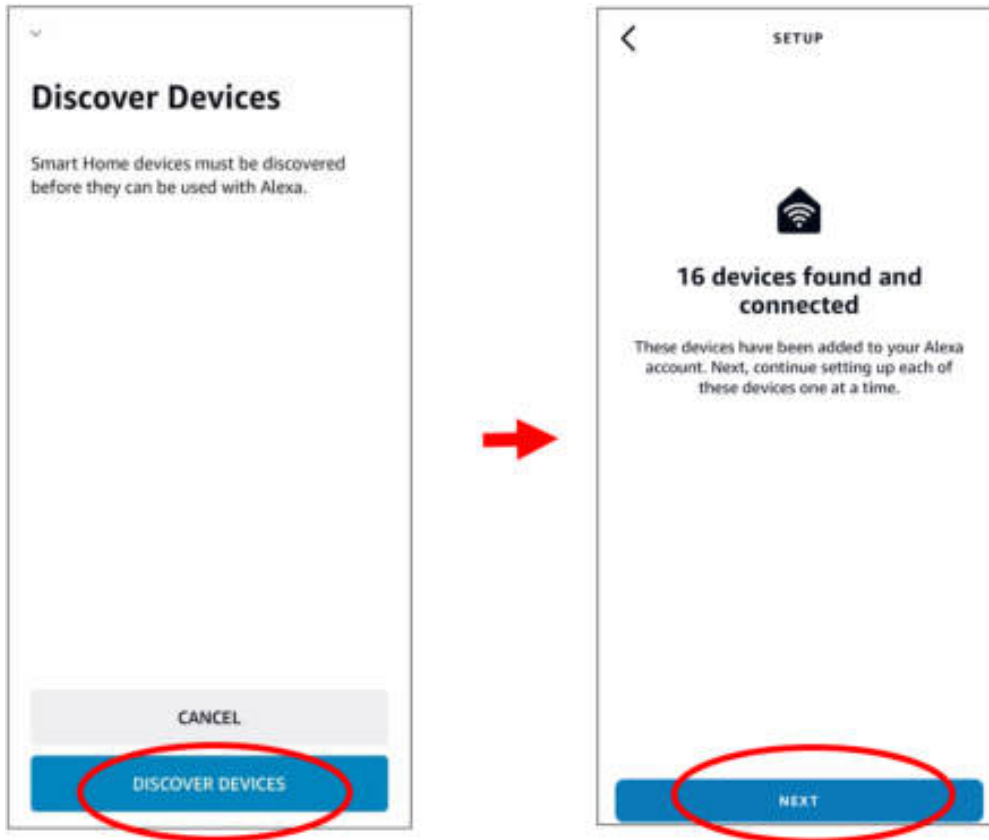 Discover Devices
Smart Home devices must be discovered
before they can be used with Alexa.
CANCEL
DISCOVER DEVICES
SETUP
16 devices found and
connected
These devices have been added to your Alexa
account. Next, continue setting up each of
these devices one at a time.
NEXT